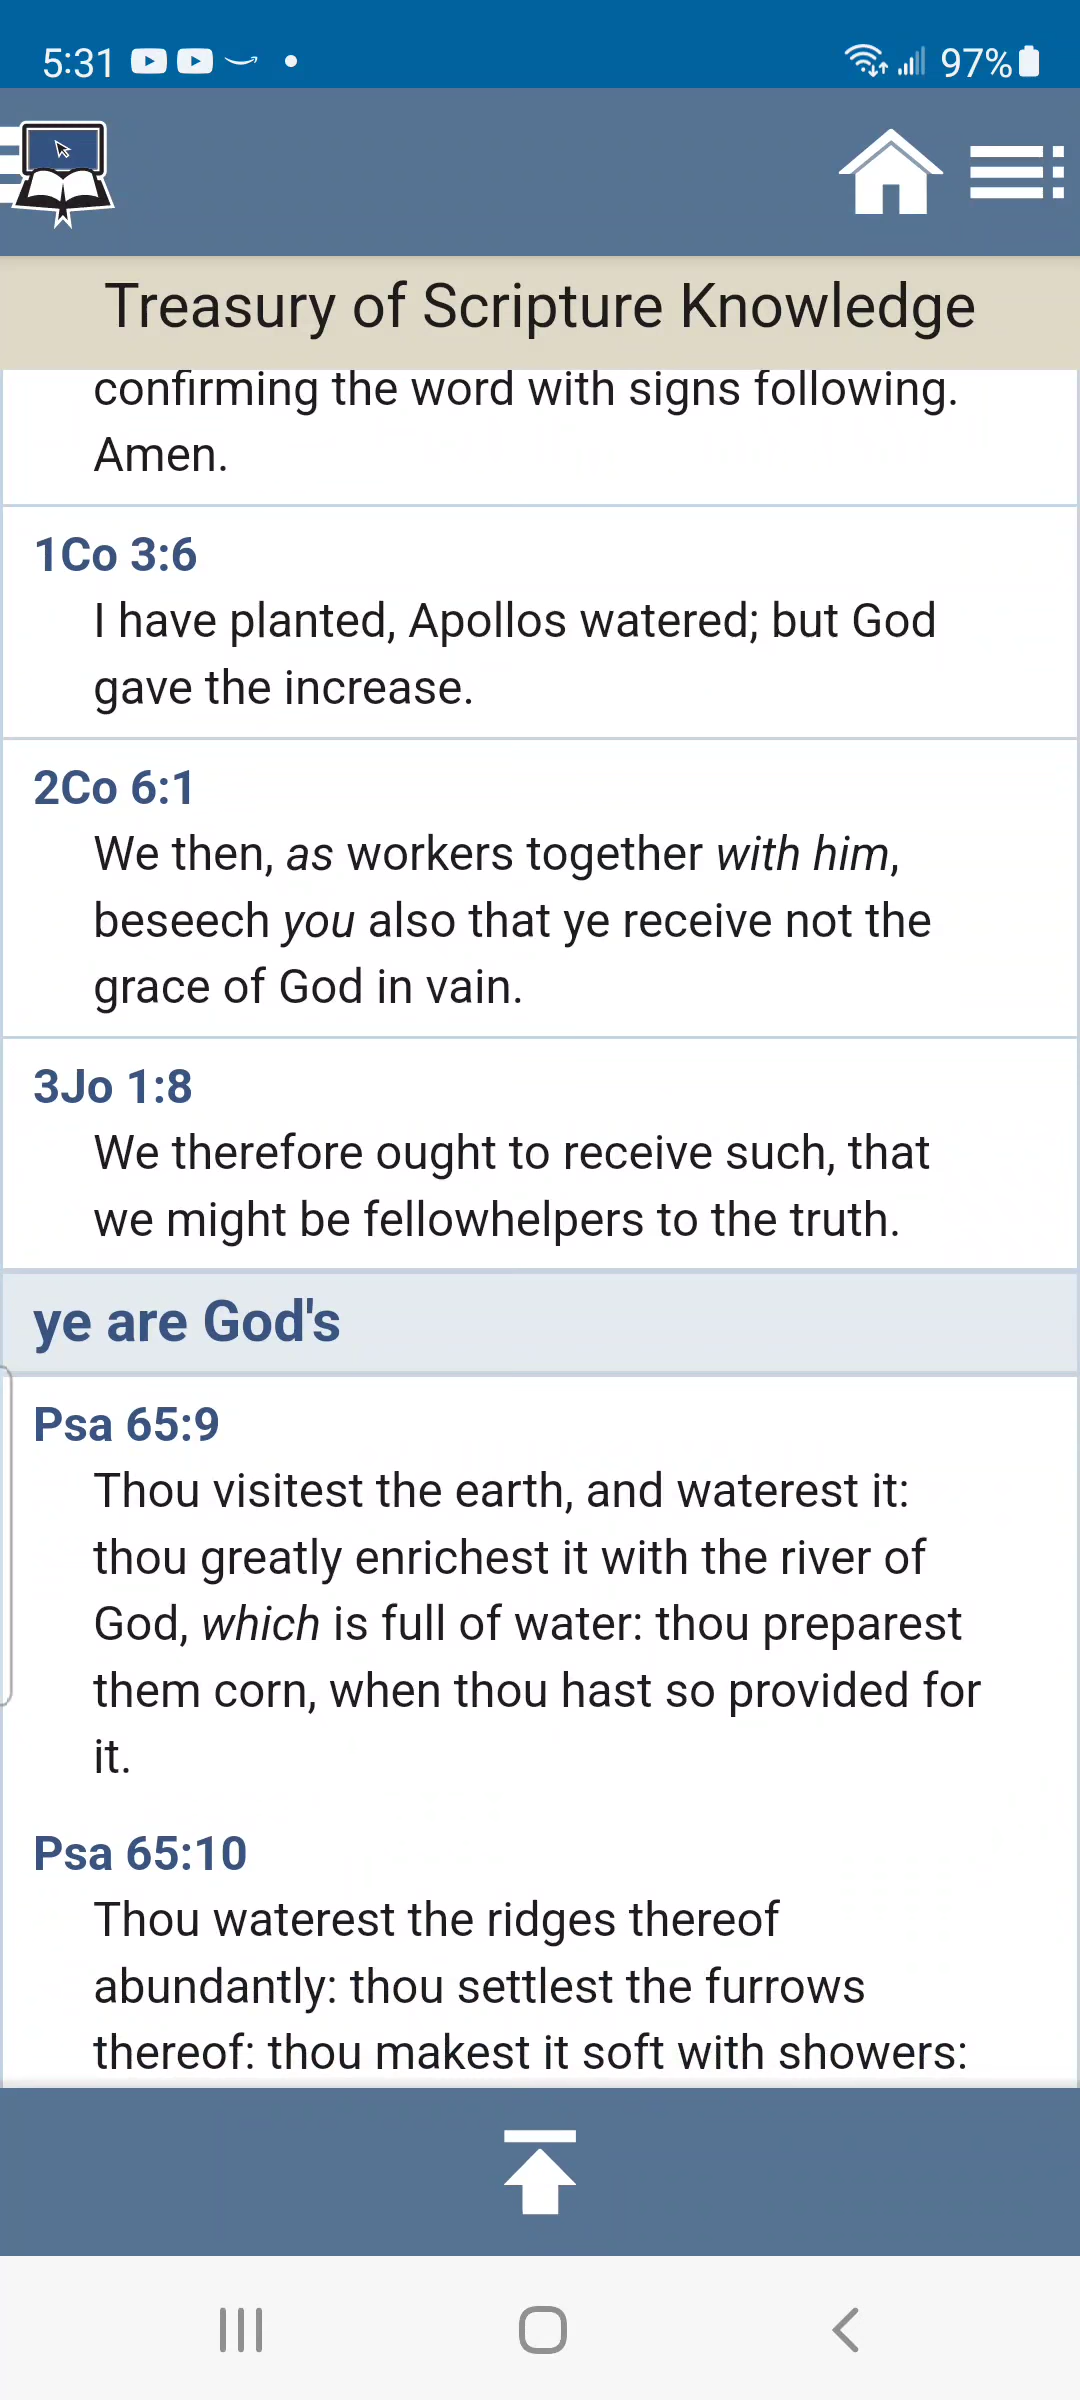 5:31
97%
Treasury of Scripture Knowledge
confirming the word with signs following.
Amen.
1Co 3:6
I have planted, Apollos watered; but God
gave the increase.
2Co 6:1
We then, as workers together with him,
beseech you also that ye receive not the
grace of God in vain.
3Jo 1:8
We therefore ought to receive such, that
we might be fellowhelpers to the truth.
ye are God's
Psa 65:9
Thou visitest the earth, and waterest it:
thou greatly enrichest it with the river of
God, which is full of water: thou preparest
them corn, when thou hast so provided for
it.
Psa 65:10
Thou waterest the ridges thereof
abundantly: thou settlest the furrows
thereof: thou makest it soft with showers: